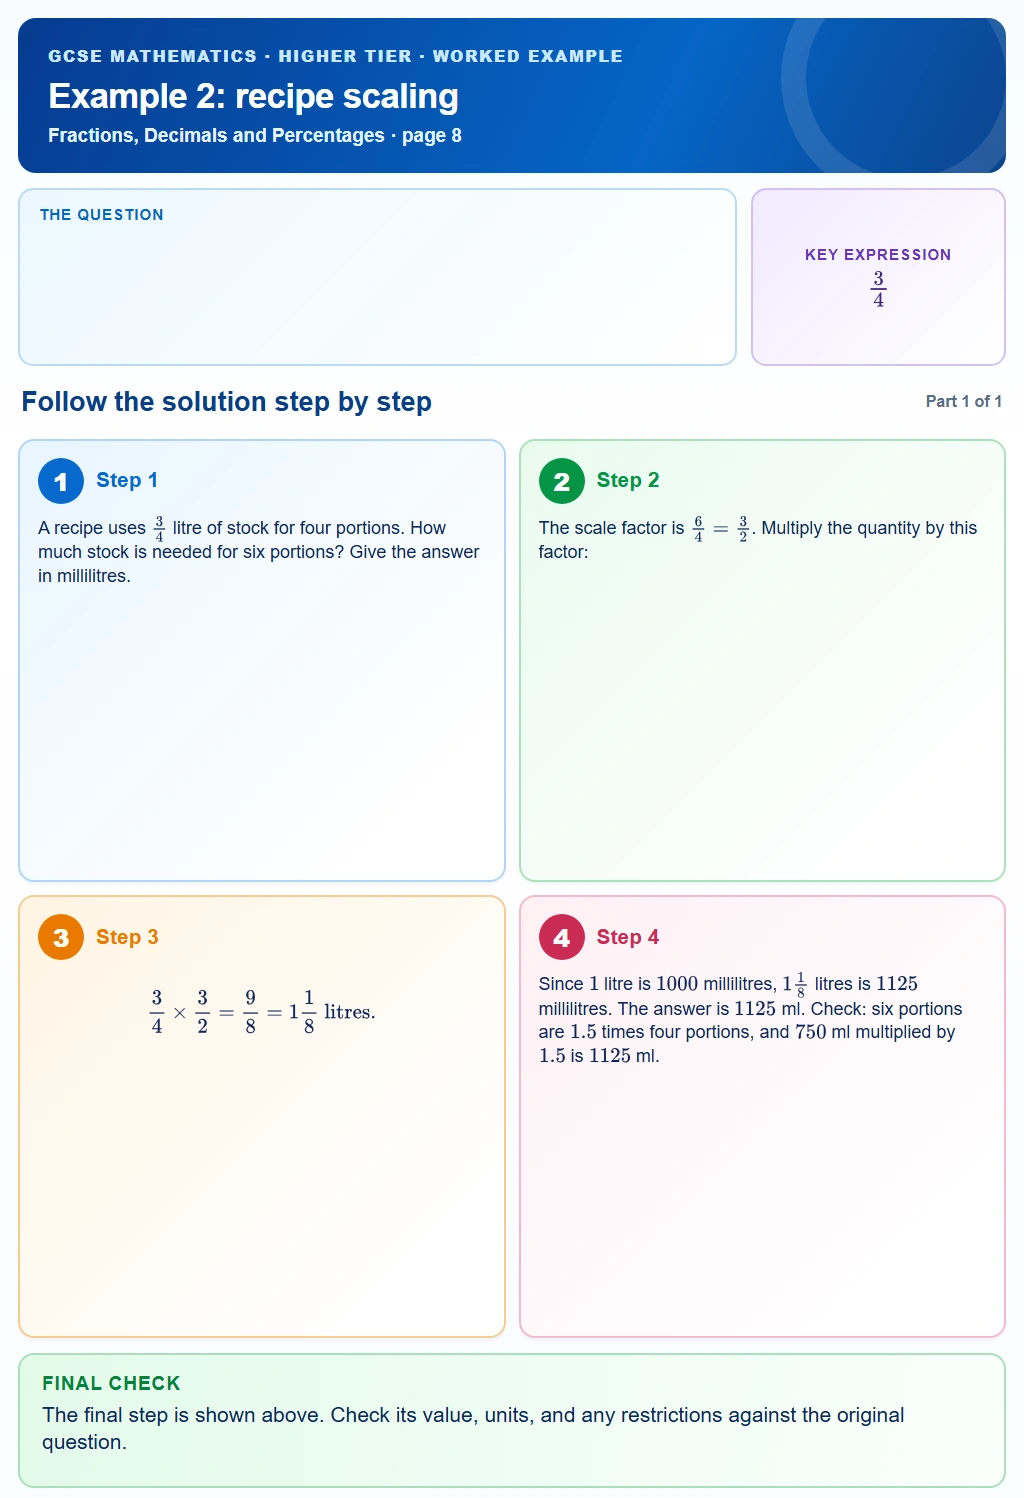 GCSE MATHEMATICS · HIGHER TIER · WORKED EXAMPLE
Example 2: recipe scaling
Fractions, Decimals and Percentages · page 8
THE QUESTION
KEY EXPRESSION
3/4
Follow the solution step by step
Part 1 of 1
1 Step 1
A recipe uses 3/4 litre of stock for four portions. How
much stock is needed for six portions? Give the answer
in millilitres.
2 Step 2
The scale factor is 6/4 = 3/2. Multiply the quantity by this
factor:
3 Step 3
3/4 × 3/2 = 9/8 = 1 1/8 litres.
4 Step 4
Since 1 litre is 1000 millilitres, 1 1/8 litres is 1125
millilitres. The answer is 1125 ml. Check: six portions
are 1.5 times four portions, and 750 ml multiplied by
1.5 is 1125 ml.
FINAL CHECK
The final step is shown above. Check its value, units, and any restrictions against the original
question.